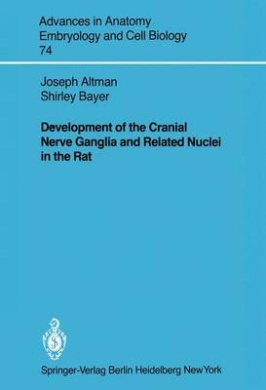 Advances in Anatomy
Embryology and Cell Biology
74
Joseph Altman
Shirley Bayer
Development of the Cranial
Nerve Ganglia and Related Nuclei
in the Rat
Springer-Verlag Berlin Heidelberg New York